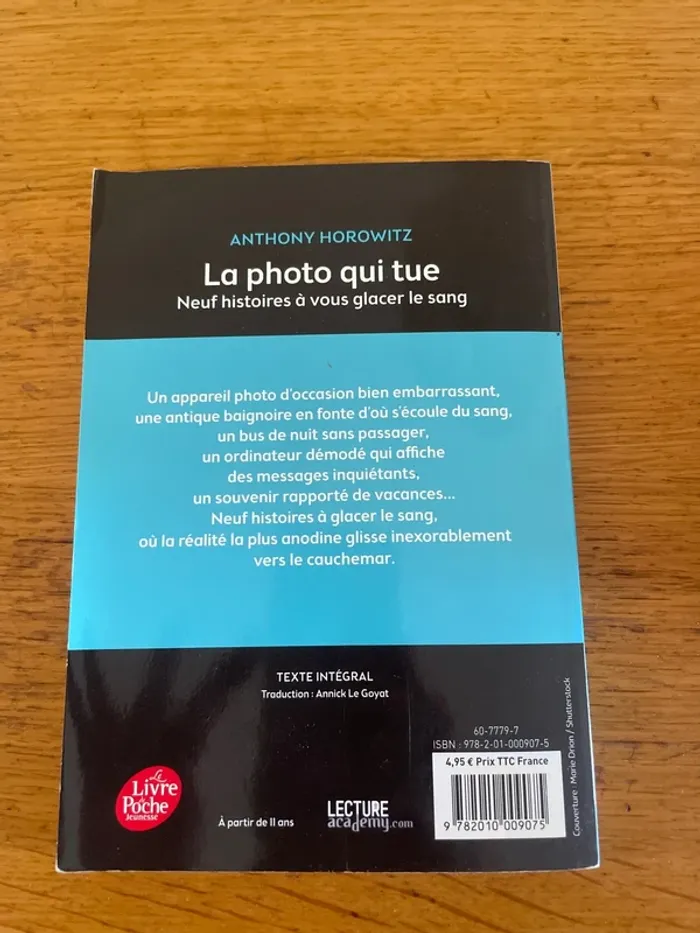 ANTHONY HOROWITZ
La photo qui tue
Neuf histoires à vous glacer le sang
Un appareil photo d'occasion bien embarrassant,
une antique baignoire en fonte d'où s'écoule du sang,
un bus de nuit sans passager,
un ordinateur démodé qui affiche
des messages inquiétants,
un souvenir rapporté de vacances...
Neuf histoires à glacer le sang,
où la réalité la plus anodine glisse inexorablement
vers le cauchemar.
TEXTE INTÉGRAL
Traduction : Annick Le Goyat
60-7779-7
ISBN : 978-2-01-000907-5
4,95 € Prix TTC France
9 782010 009075
Couverture : Marie Drion / Shutterstock
Le
Livre
de
Poche
Jeunesse
À partir de 11 ans
LECTURE
academy.com